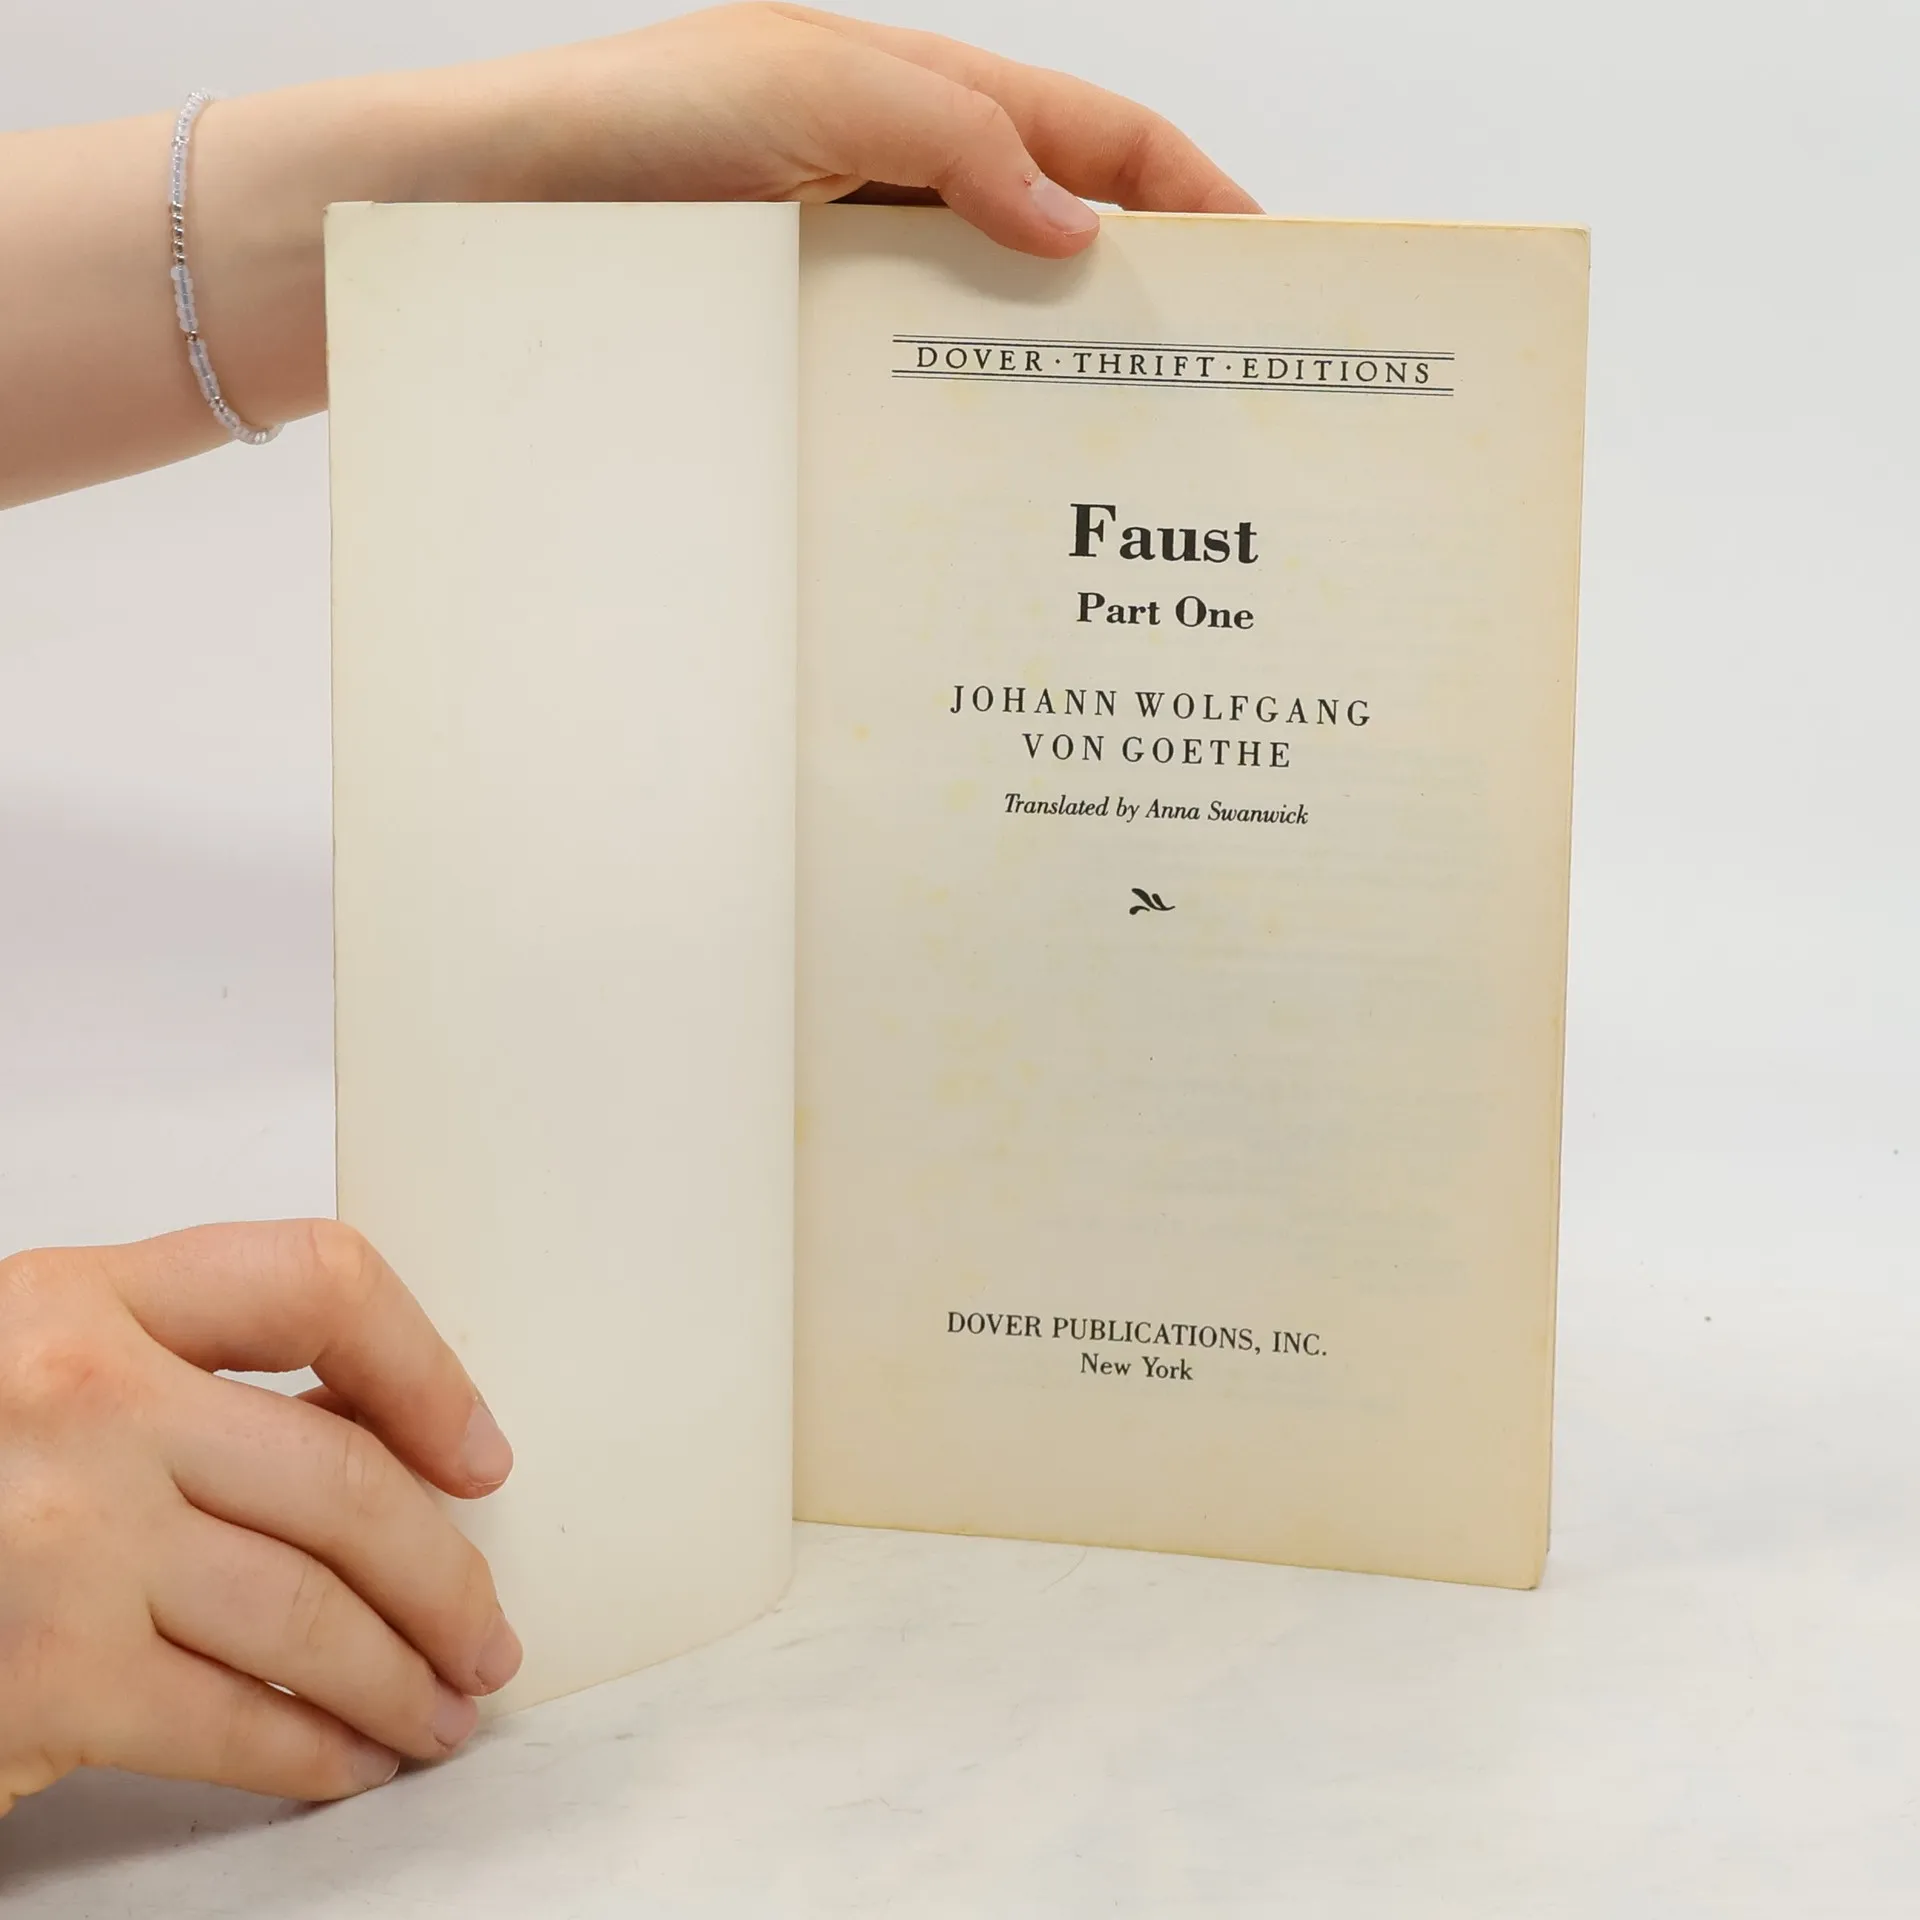 DOVER · THRIFT · EDITIONS
Faust
Part One
JOHANN WOLFGANG
VON GOETHE
Translated by Anna Swanwick
DOVER PUBLICATIONS, INC.
New York